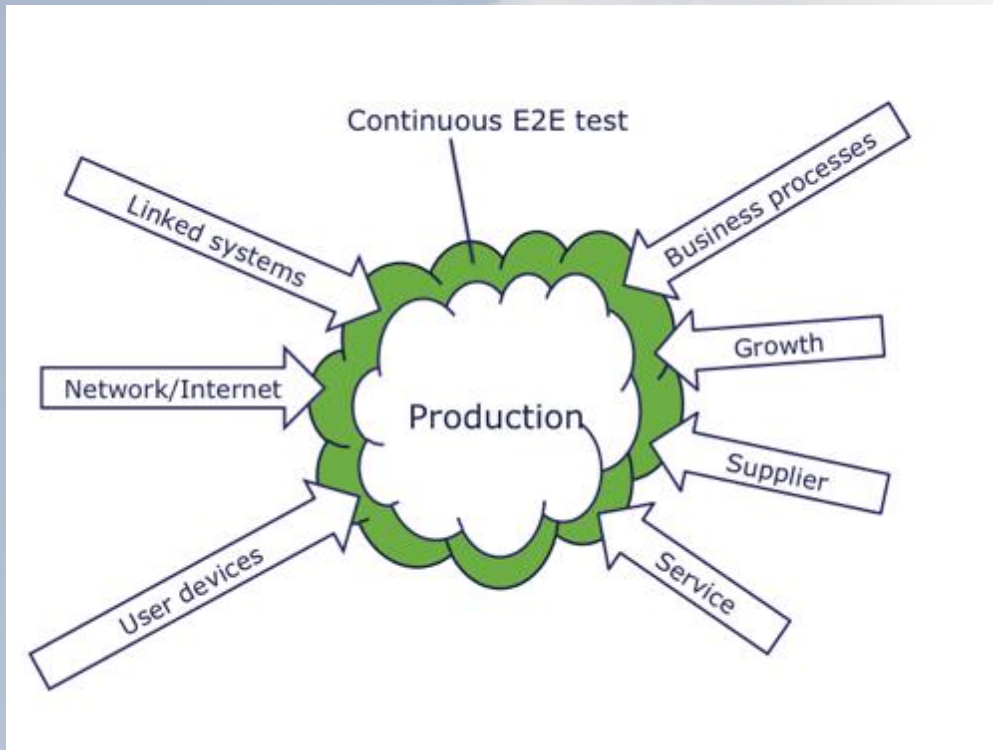 Continuous E2E test
Linked systems
Business processes
Growth
Network/Internet
Production
Supplier
User devices
Service